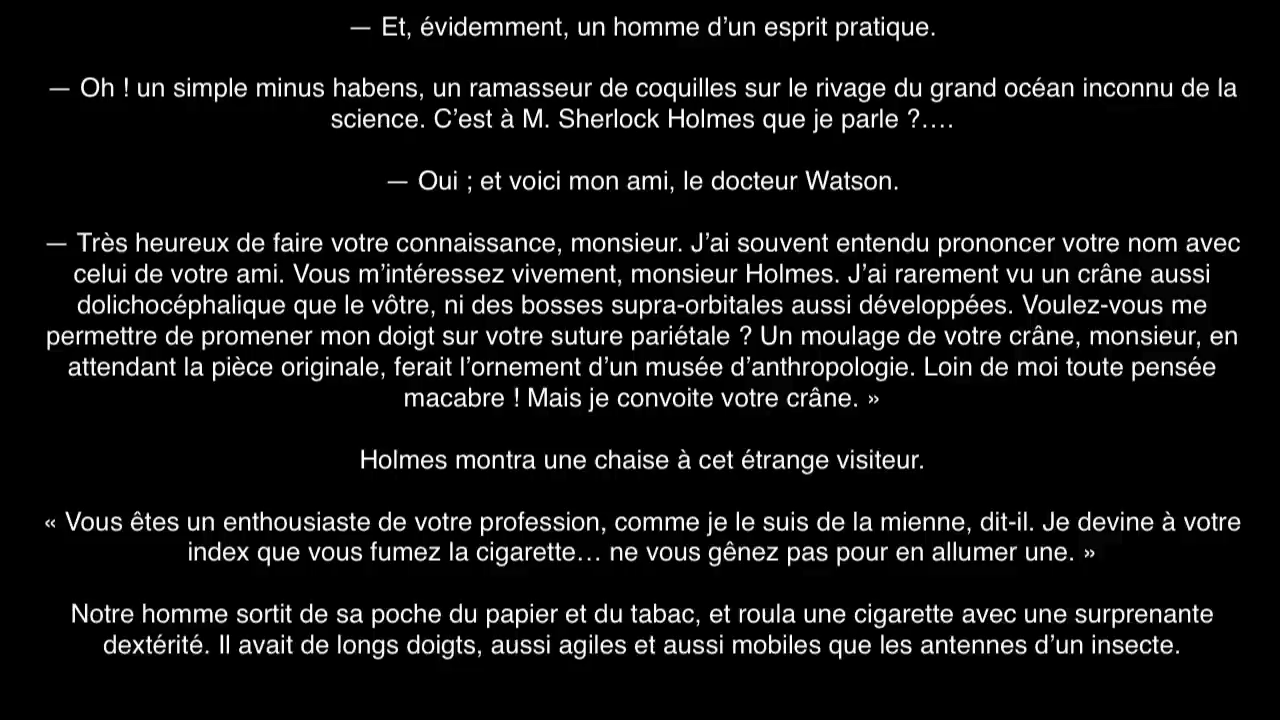 — Et, évidemment, un homme d’un esprit pratique.
— Oh ! un simple minus habens, un ramasseur de coquilles sur le rivage du grand océan inconnu de la
science. C’est à M. Sherlock Holmes que je parle ?….
— Oui ; et voici mon ami, le docteur Watson.
— Très heureux de faire votre connaissance, monsieur. J’ai souvent entendu prononcer votre nom avec
celui de votre ami. Vous m’intéressez vivement, monsieur Holmes. J’ai rarement vu un crâne aussi
dolichocéphalique que le vôtre, ni des bosses supra-orbitales aussi développées. Voulez-vous me
permettre de promener mon doigt sur votre suture pariétale ? Un moulage de votre crâne, monsieur, en
attendant la pièce originale, ferait l’ornement d’un musée d’anthropologie. Loin de moi toute pensée
macabre ! Mais je convoite votre crâne. »
Holmes montra une chaise à cet étrange visiteur.
« Vous êtes un enthousiaste de votre profession, comme je le suis de la mienne, dit-il. Je devine à votre
index que vous fumez la cigarette… ne vous gênez pas pour en allumer une. »
Notre homme sortit de sa poche du papier et du tabac, et roula une cigarette avec une surprenante
dextérité. Il avait de longs doigts, aussi agiles et aussi mobiles que les antennes d’un insecte.